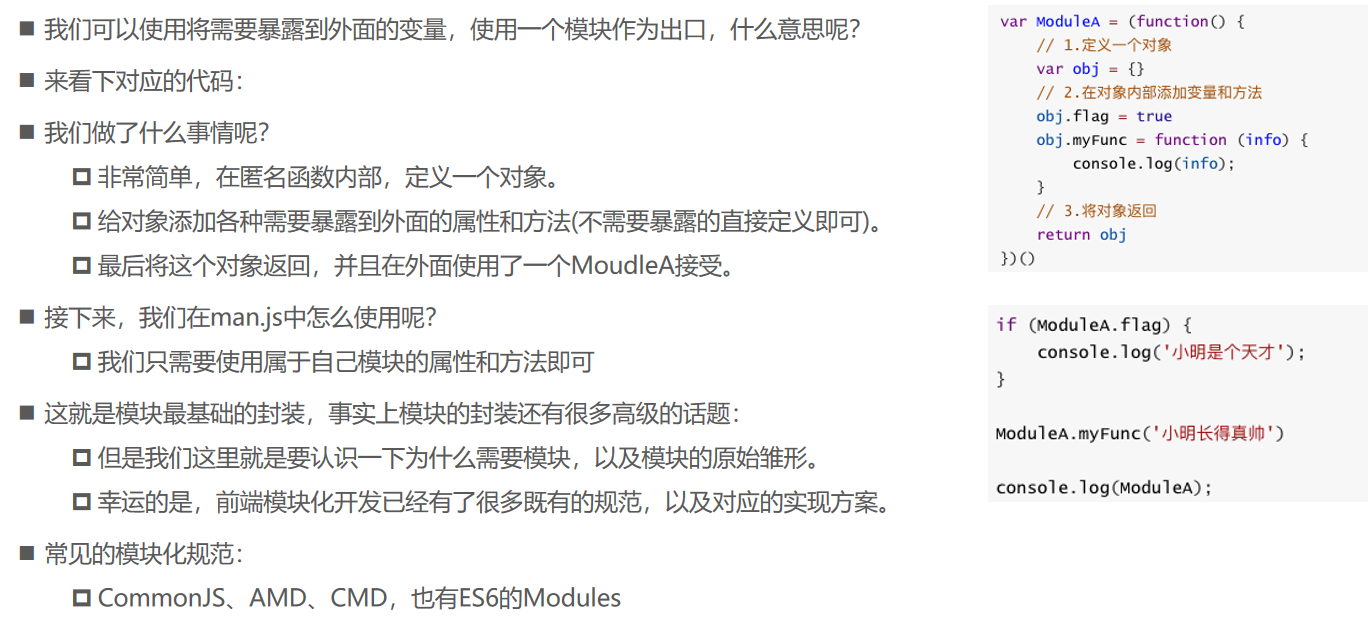 ■ 我们可以使用将需要暴露到外面的变量，使用一个模块作为出口，什么意思呢？
■ 来看下对应的代码：
■ 我们做了什么事情呢？
非常简单，在匿名函数内部，定义一个对象。
给对象添加各种需要暴露到外面的属性和方法(不需要暴露的直接定义即可)。
最后将这个对象返回，并且在外面使用了一个MoudleA接受。
■ 接下来，我们在man.js中怎么使用呢？
我们只需要使用属于自己模块的属性和方法即可
■ 这就是模块最基础的封装，事实上模块的封装还有很多高级的话题：
但是我们这里就是要认识一下为什么需要模块，以及模块的原始雏形。
幸运的是，前端模块化开发已经有了很多既有的规范，以及对应的实现方案。
■ 常见的模块化规范：
CommonJS、AMD、CMD，也有ES6的Modules
var ModuleA = (function() {
// 1.定义一个对象
var obj = {}
// 2.在对象内部添加变量和方法
obj.flag = true
obj.myFunc = function (info) {
console.log(info);
}
// 3.将对象返回
return obj
})()
if (ModuleA.flag) {
console.log('小明是个天才');
}
ModuleA.myFunc('小明长得真帅')
console.log(ModuleA);